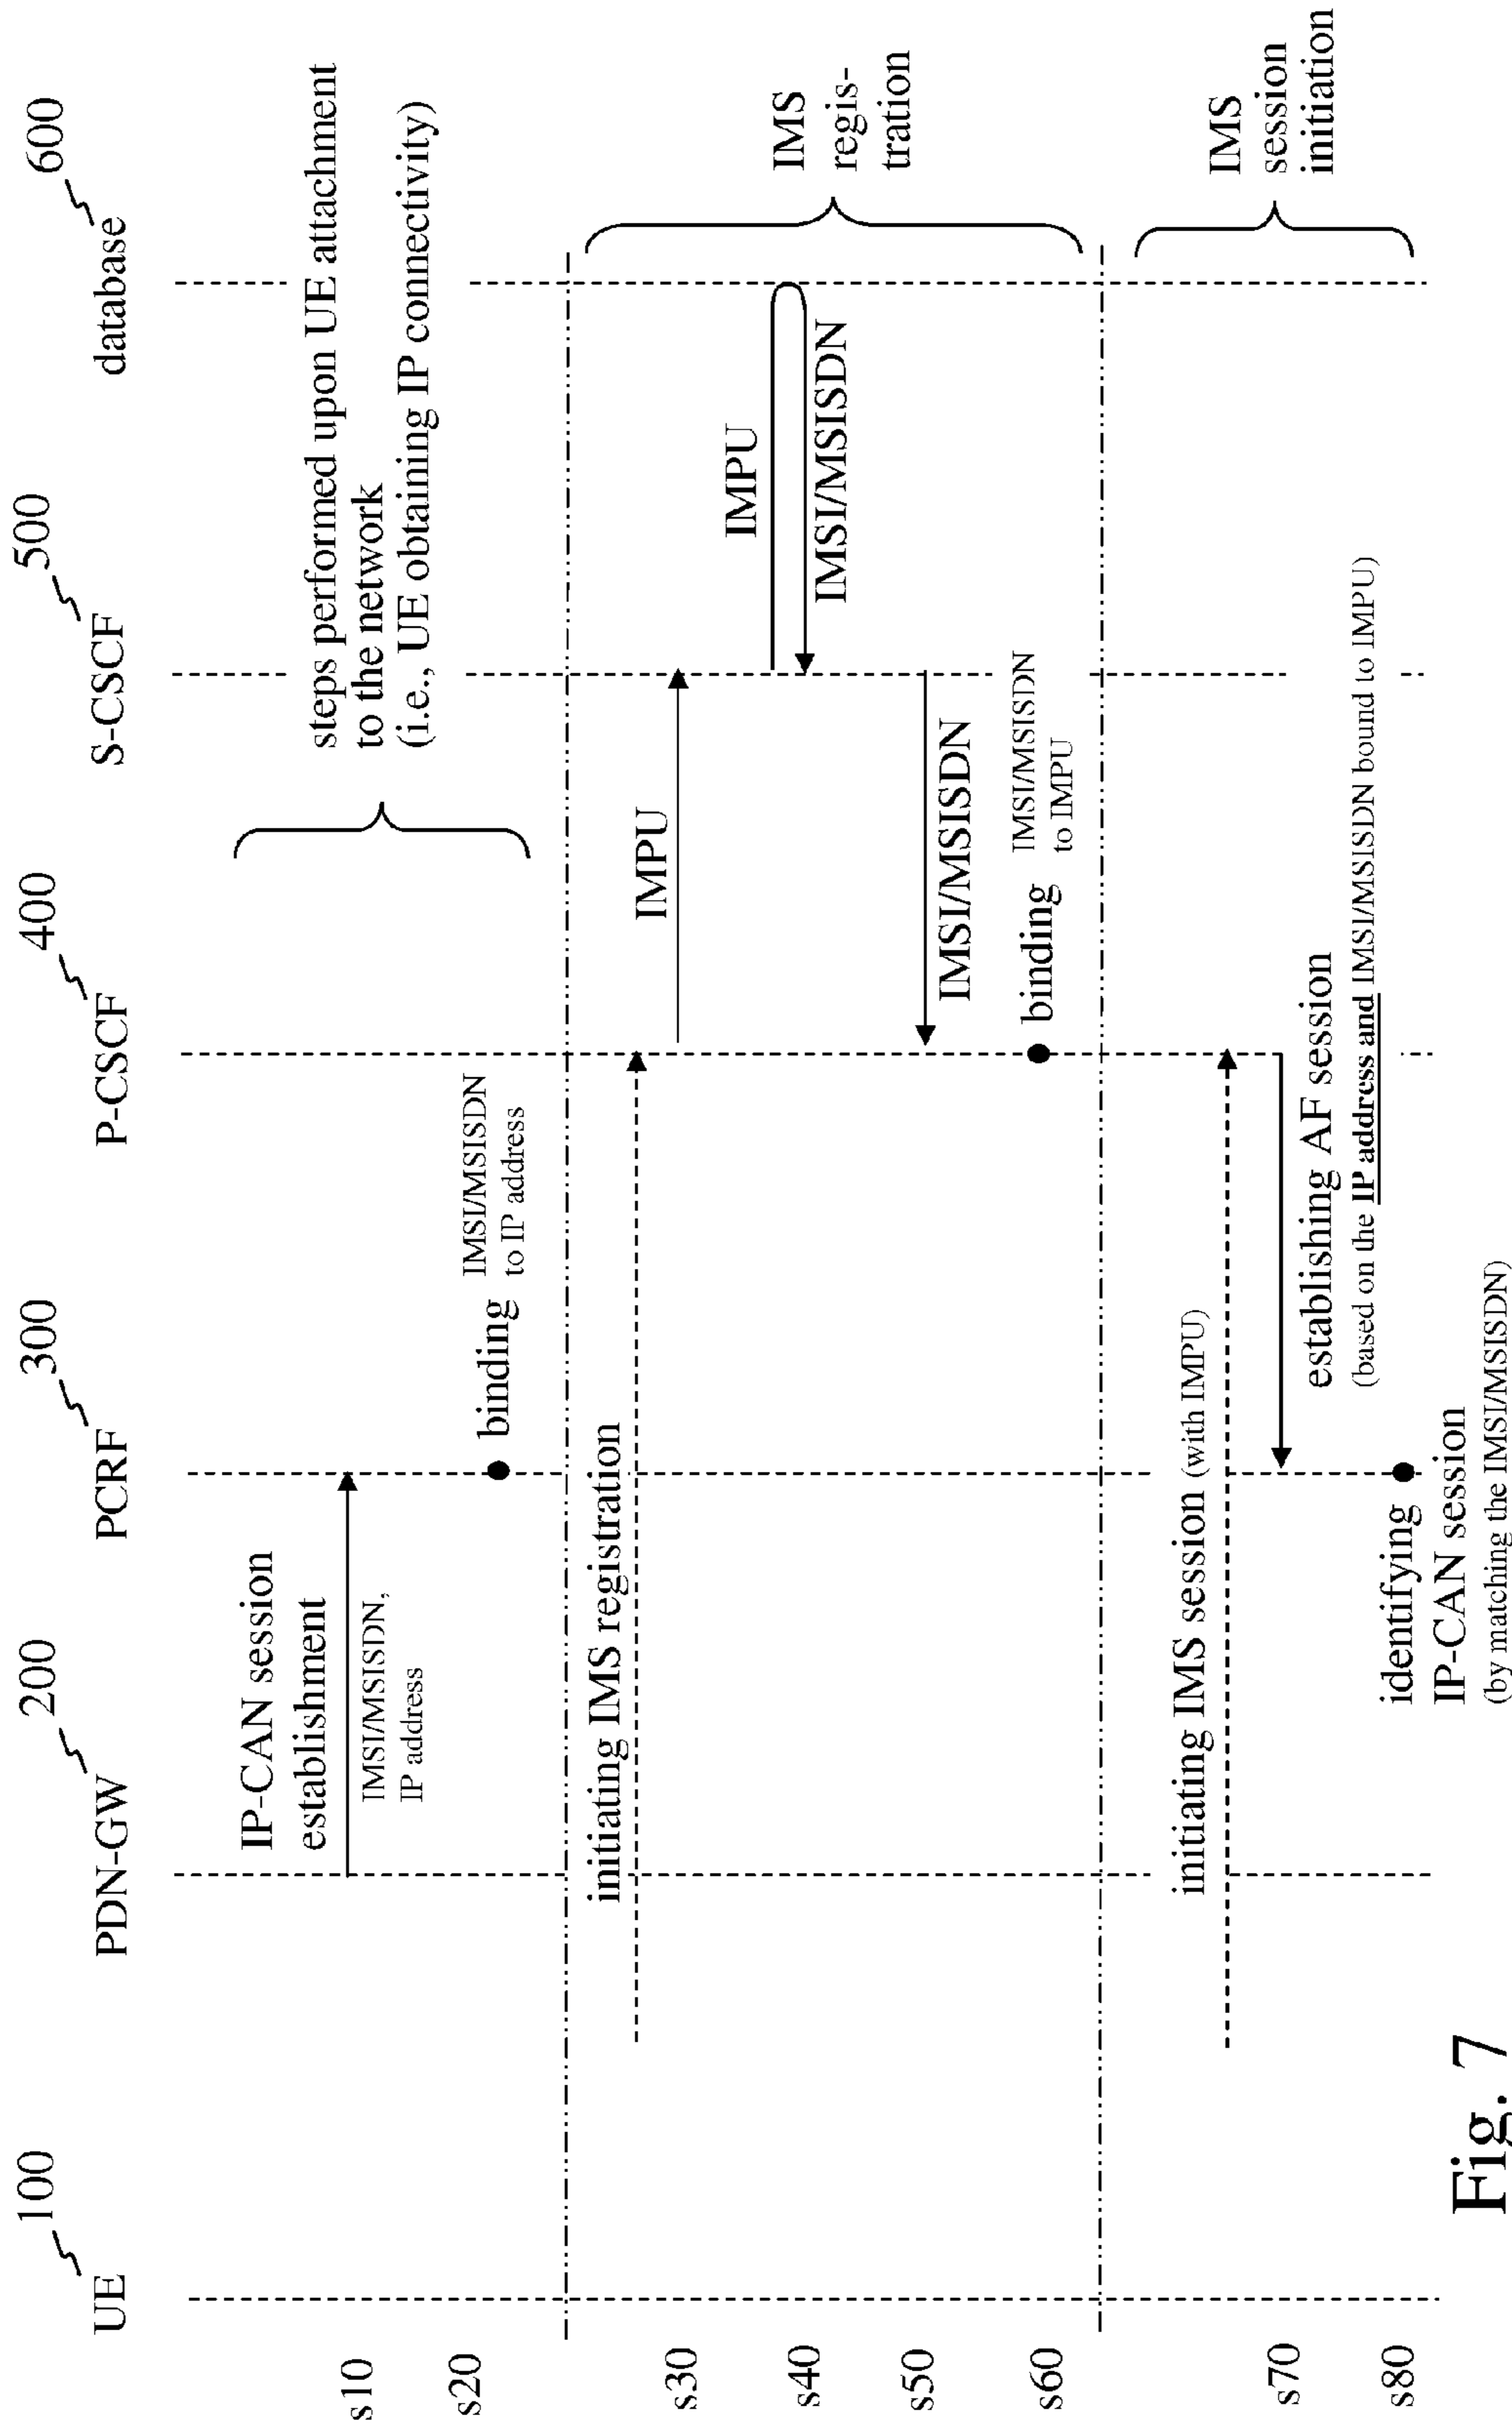 UE
100
PDN-GW
200
PCRF
300
P-CSCF
400
S-CSCF
500
database
600
s10
IP-CAN session
establishment
IMSI/MSISDN,
IP address
steps performed upon UE attachment
to the network
(i.e., UE obtaining IP connectivity)
s20
binding
IMSI/MSISDN
to IP address
initiating IMS registration
s30
IMPU
s40
IMPU
IMSI/MSISDN
IMS
regis-
tration
s50
IMSI/MSISDN
s60
binding
IMSI/MSISDN
to IMPU
initiating IMS session (with IMPU)
IMS
session
initiation
s70
establishing AF session
(based on the IP address and IMSI/MSISDN bound to IMPU)
s80
identifying
IP-CAN session
(by matching the IMSI/MSISDN)
Fig. 7